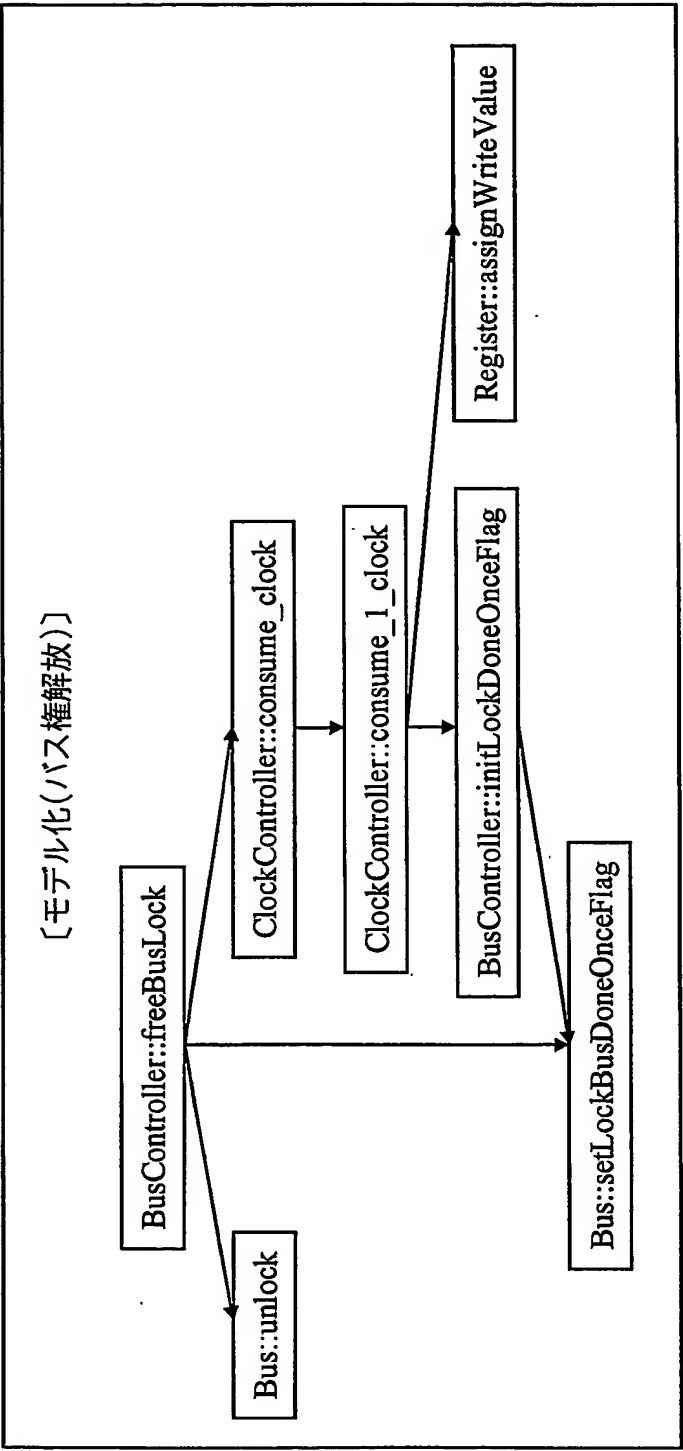 〔モデル化(バス権解放)〕
BusController::freeBusLock
Bus::unlock
ClockController::consume_clock
ClockController::consume_1_clock
BusController::initLockDoneOnceFlag
Register::assignWriteValue
Bus::setLockBusDoneOnceFlag